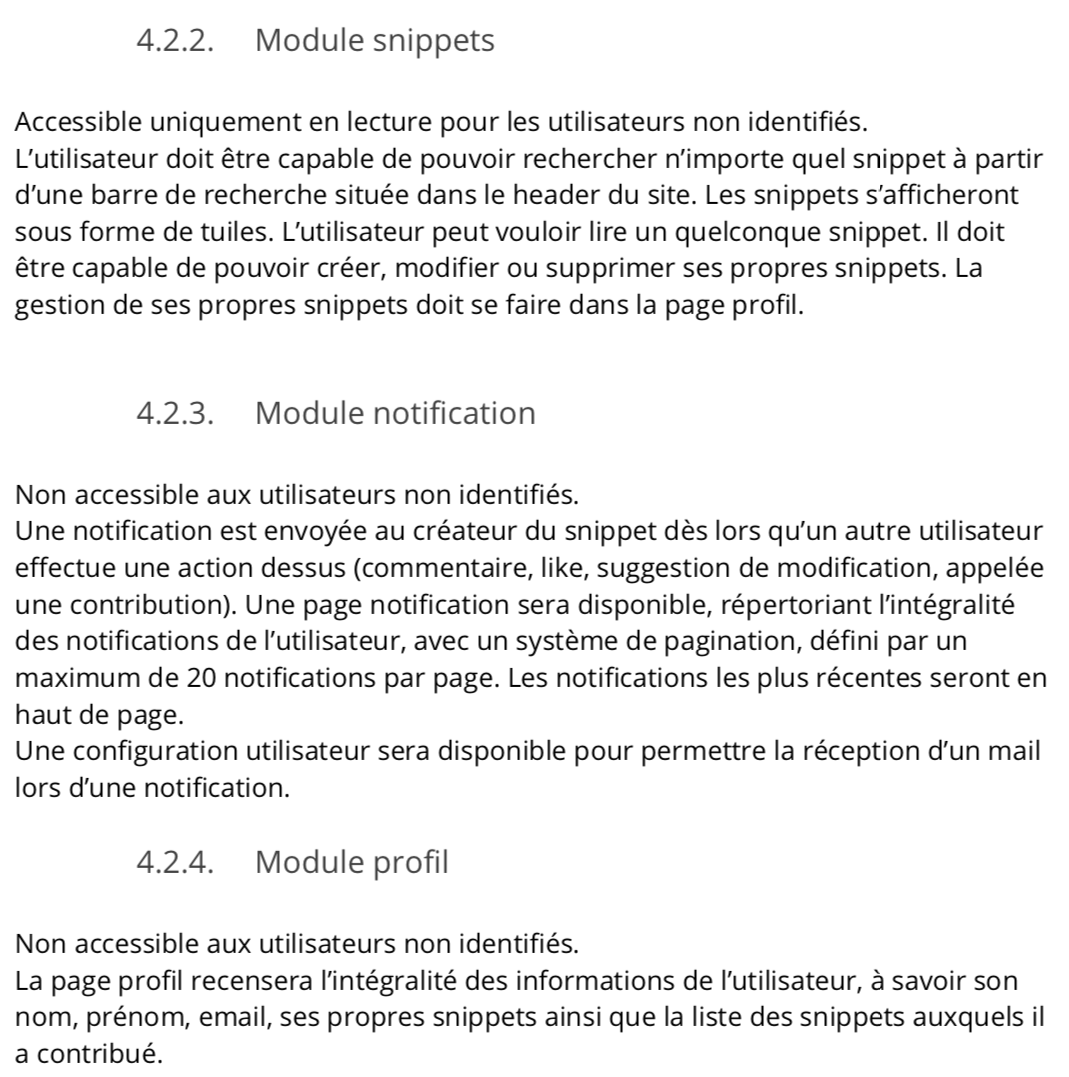 4.2.2. Module snippets
Accessible uniquement en lecture pour les utilisateurs non identifiés.
L’utilisateur doit être capable de pouvoir rechercher n’importe quel snippet à partir
d’une barre de recherche située dans le header du site. Les snippets s’afficheront
sous forme de tuiles. L’utilisateur peut vouloir lire un quelconque snippet. Il doit
être capable de pouvoir créer, modifier ou supprimer ses propres snippets. La
gestion de ses propres snippets doit se faire dans la page profil.
4.2.3. Module notification
Non accessible aux utilisateurs non identifiés.
Une notification est envoyée au créateur du snippet dès lors qu’un autre utilisateur
effectue une action dessus (commentaire, like, suggestion de modification, appelée
une contribution). Une page notification sera disponible, répertoriant l’intégralité
des notifications de l’utilisateur, avec un système de pagination, défini par un
maximum de 20 notifications par page. Les notifications les plus récentes seront en
haut de page.
Une configuration utilisateur sera disponible pour permettre la réception d’un mail
lors d’une notification.
4.2.4. Module profil
Non accessible aux utilisateurs non identifiés.
La page profil recensera l’intégralité des informations de l’utilisateur, à savoir son
nom, prénom, email, ses propres snippets ainsi que la liste des snippets auxquels il
a contribué.